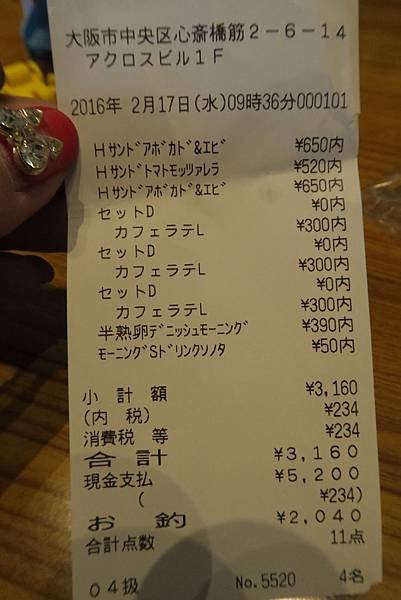 大阪市中央区心斎橋筋2-6-14
アクロスビル1F
2016年 2月17日(水)09時36分000101
Hサンドアボカド&エビ ¥650内
Hサンドトマトモッツァレラ ¥520内
Hサンドアボカド&エビ ¥650内
セットD ¥0内
カフェラテL ¥300内
セットD ¥0内
カフェラテL ¥300内
セットD ¥0内
カフェラテL ¥300内
半熟卵デニッシュモーニング ¥390内
モーニングSドリンクソノタ ¥50内
小計額 ¥3,160
(内 税) ¥234
消費税 等 ¥234
合計 ¥3,160
現金支払 ¥5,200
( ¥234)
お釣 ¥2,040
合計点数 11点
04扱 No.5520 4名